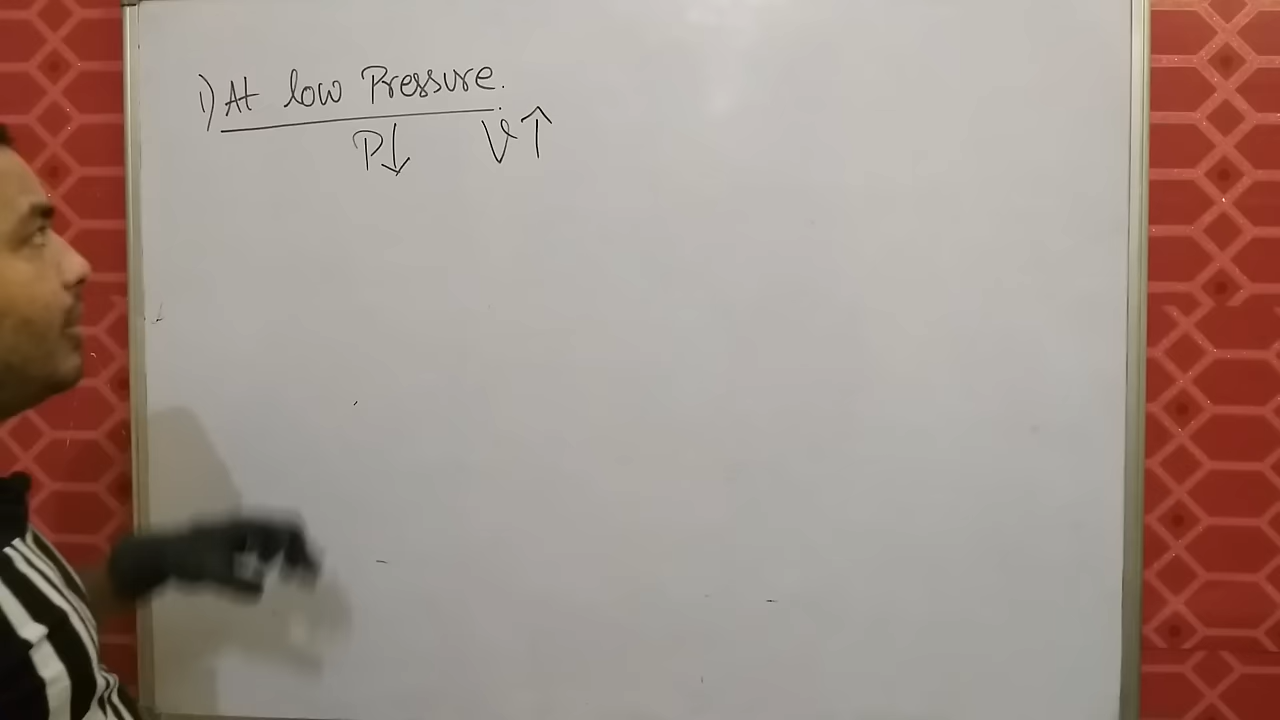 1) At low Pressure.
P↓ V↑